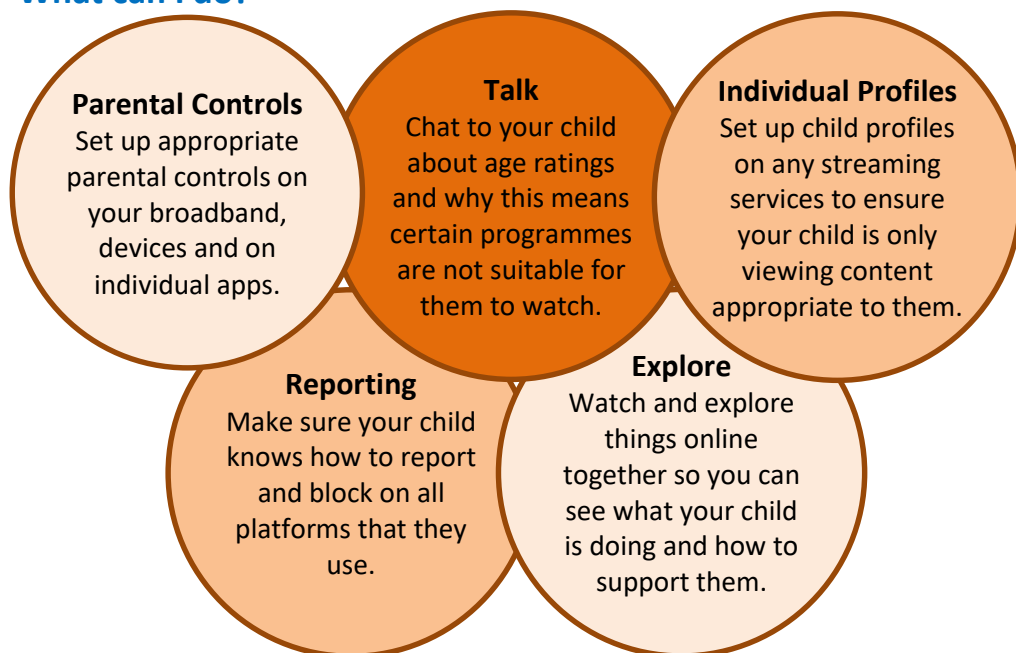 What can I do?
Parental Controls
Set up appropriate
parental controls on
your broadband,
devices and on
individual apps.
Talk
Chat to your child
about age ratings
and why this means
certain programmes
are not suitable for
them to watch.
Individual Profiles
Set up child profiles
on any streaming
services to ensure
your child is only
viewing content
appropriate to them.
Reporting
Make sure your child
knows how to report
and block on all
platforms that they
use.
Explore
Watch and explore
things online
together so you can
see what your child
is doing and how to
support them.